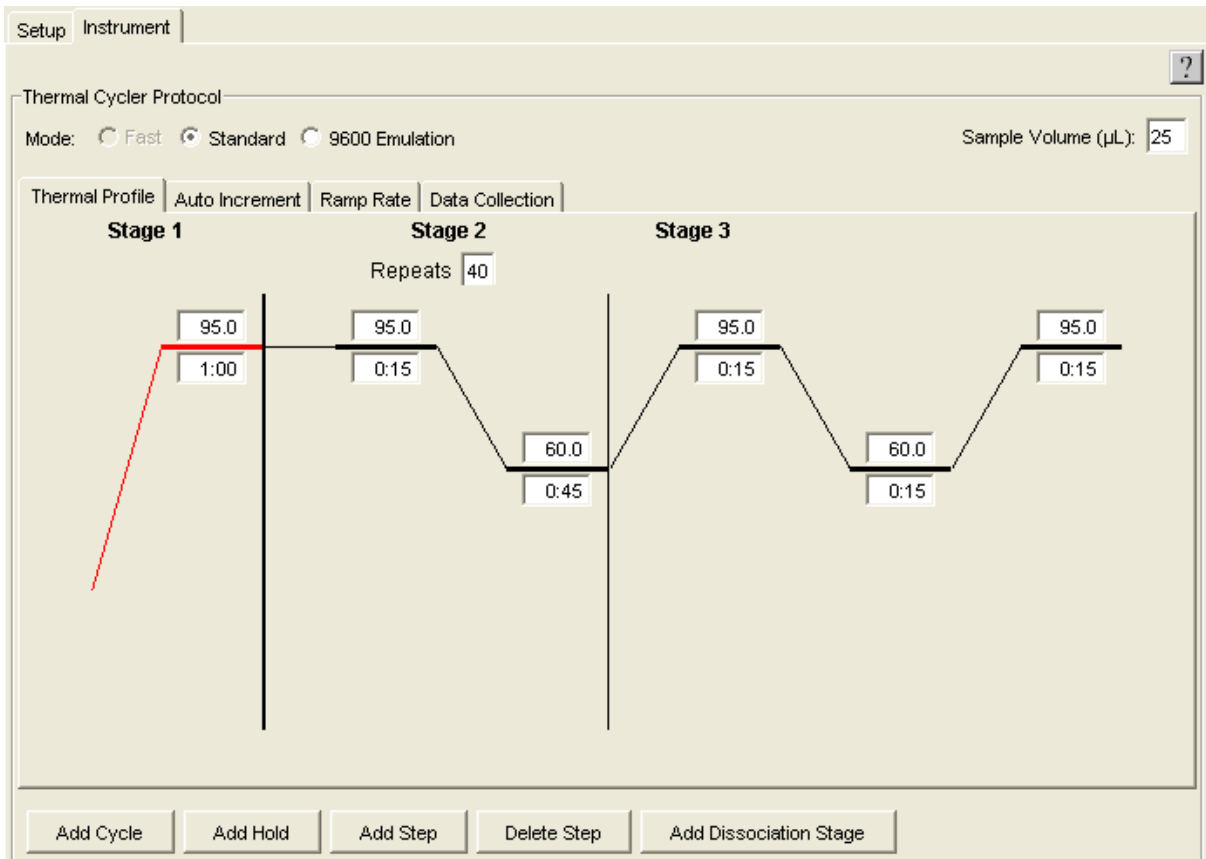 Setup Instrument
?
Thermal Cycler Protocol
Mode: Fast Standard 9600 Emulation Sample Volume (µL): 25
Thermal Profile Auto Increment Ramp Rate Data Collection
Stage 1 Stage 2 Stage 3
Repeats 40
95.0 95.0 95.0 95.0
1:00 0:15 0:15 0:15
60.0 60.0
0:45 0:15
Add Cycle Add Hold Add Step Delete Step Add Dissociation Stage